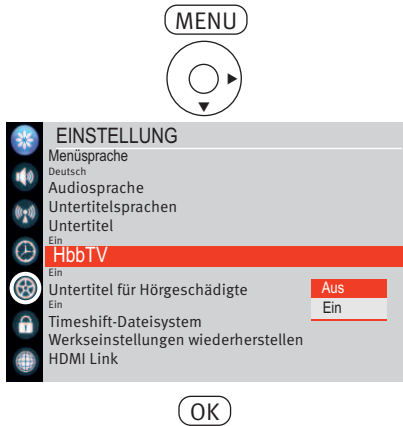 MENU
EINSTELLUNG
Menüsprache
Deutsch
Audiosprache
Untertitelsprachen
Untertitel
Ein
HbbTV
Ein
Untertitel für Hörgeschädigte
Aus
Ein
Ein
Timeshift-Dateisystem
Werkseinstellungen wiederherstellen
HDMI Link
OK